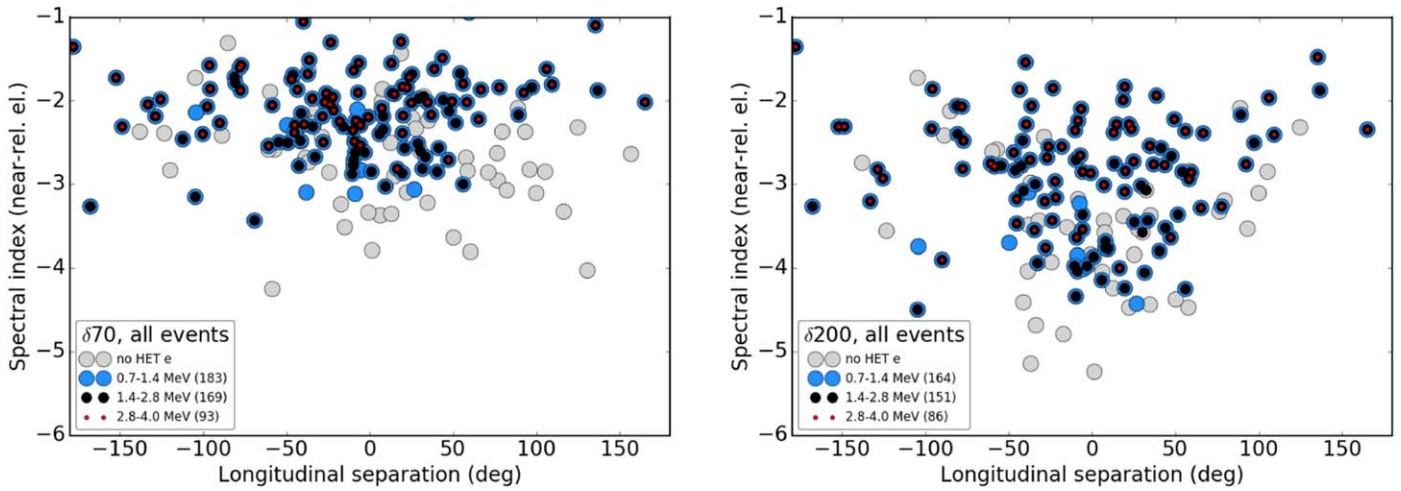 −1
−2
−3
−4
−5
−6
Spectral index (near-rel. el.)
δ70, all events
no HET e
0.7-1.4 MeV (183)
1.4-2.8 MeV (169)
2.8-4.0 MeV (93)
−150 −100 −50 0 50 100 150
Longitudinal separation (deg)
−1
−2
−3
−4
−5
−6
Spectral index (near-rel. el.)
δ200, all events
no HET e
0.7-1.4 MeV (164)
1.4-2.8 MeV (151)
2.8-4.0 MeV (86)
−150 −100 −50 0 50 100 150
Longitudinal separation (deg)